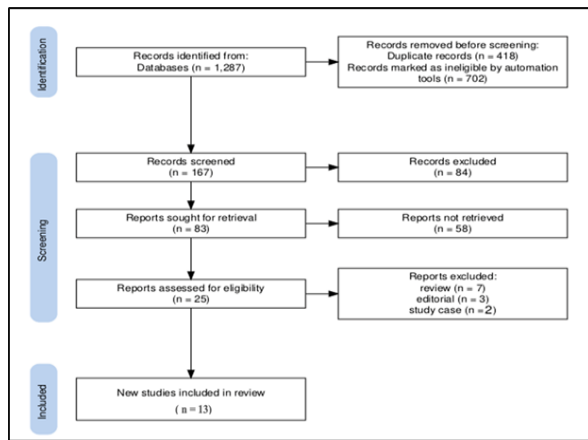 Identification
Records identified from:
Databases (n = 1,287)
Records removed before screening:
Duplicate records (n = 418)
Records marked as ineligible by automation
tools (n = 702)
Screening
Records screened
(n = 167)
Records excluded
(n = 84)
Reports sought for retrieval
(n = 83)
Reports not retrieved
(n = 58)
Reports assessed for eligibility
(n = 25)
Reports excluded:
review (n = 7)
editorial (n = 3)
study case (n = 2)
Included
New studies included in review
(n = 13)